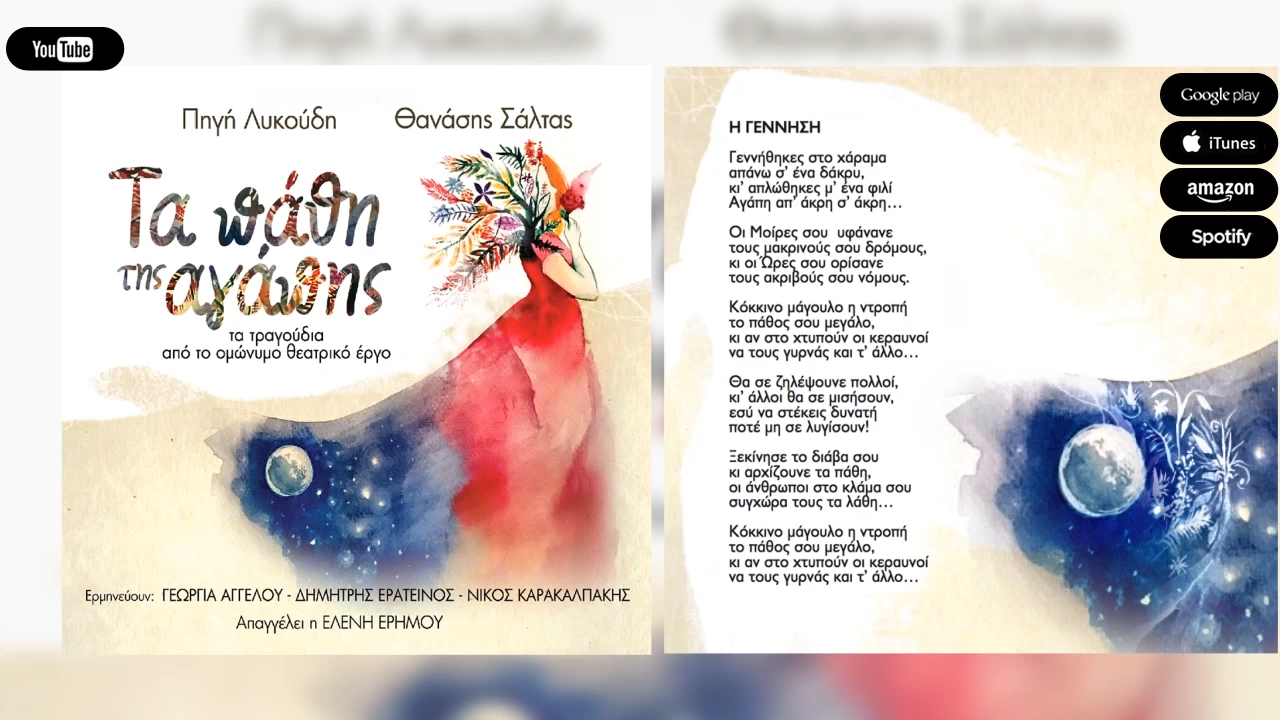 YouTube
Πηγή Λυκούδη
Θανάσης Σάλτας
Τα πάθη
της αγάπης
τα τραγούδια
από το ομώνυμο θεατρικό έργο
Ερμηνεύουν: ΓΕΩΡΓΙΑ ΑΓΓΕΛΟΥ - ΔΗΜΗΤΡΗΣ ΕΡΑΤΕΙΝΟΣ - ΝΙΚΟΣ ΚΑΡΑΚΑΛΠΑΚΗΣ
Απαγγέλει η ΕΛΕΝΗ ΕΡΗΜΟΥ
Η ΓΕΝΝΗΣΗ
Γεννήθηκες στο χάραμα
απάνω σ' ένα δάκρυ,
κι' απλώθηκες μ' ένα φιλί
Αγάπη απ' άκρη σ' άκρη...
Οι Μοίρες σου υφάνανε
τους μακρινούς σου δρόμους,
κι οι Ώρες σου ορίσανε
τους ακριβούς σου νόμους.
Κόκκινο μάγουλο η ντροπή
το πάθος σου μεγάλο,
κι αν στο χτυπούν οι κεραυνοί
να τους γυρνάς και τ' άλλο...
Θα σε ζηλέψουνε πολλοί,
κι' άλλοι θα σε μισήσουν,
εσύ να στέκεις δυνατή
ποτέ μη σε λυγίσουν!
Ξεκίνησε το διάβα σου
κι αρχίζουνε τα πάθη,
οι άνθρωποι στο κλάμα σου
συγχώρα τους τα λάθη...
Κόκκινο μάγουλο η ντροπή
το πάθος σου μεγάλο,
κι αν στο χτυπούν οι κεραυνοί
να τους γυρνάς και τ' άλλο...
Google play
iTunes
amazon
Spotify